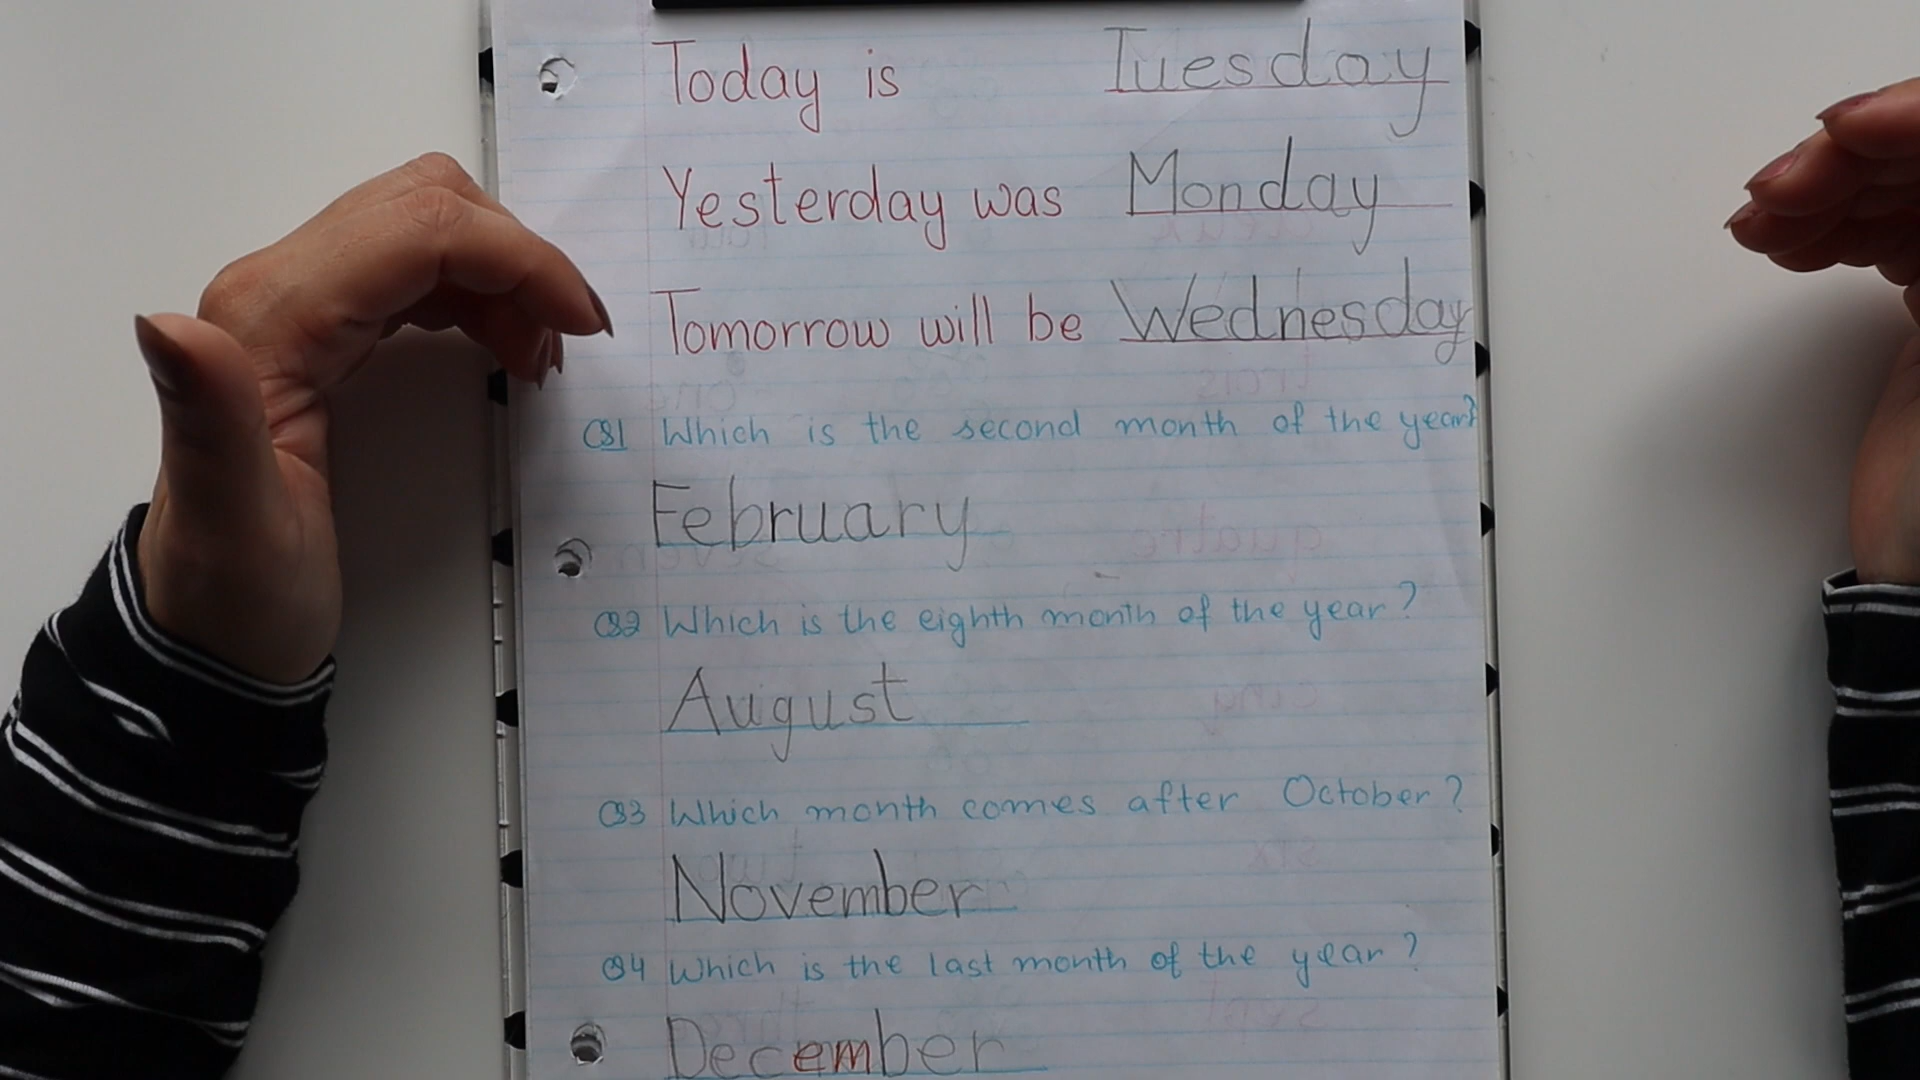 Today is Tuesday
Yesterday was Monday
Tomorrow will be Wednesday
Q1 Which is the second month of the year?
February
Q2 Which is the eighth month of the year?
August
Q3 Which month comes after October?
November
Q4 Which is the last month of the year?
December